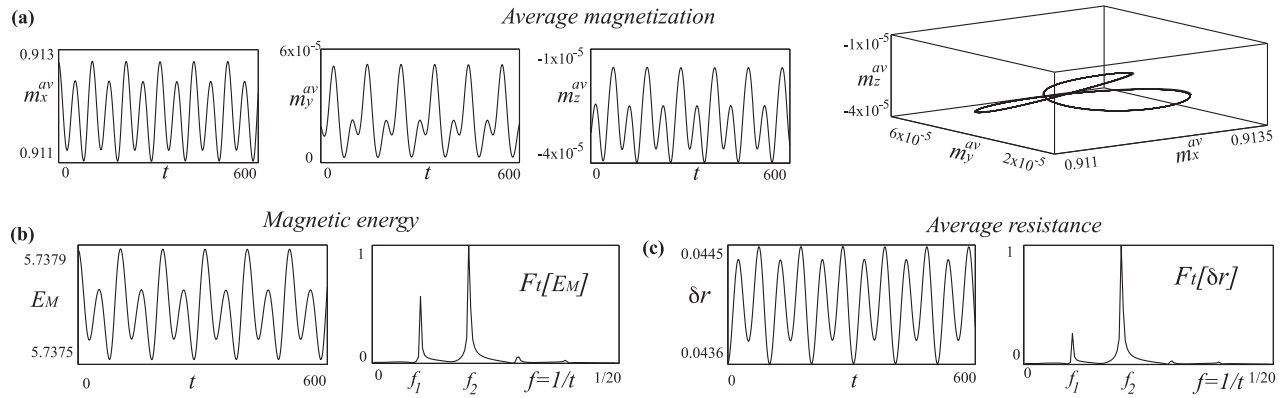 (a)
Average magnetization
0.913
m_x^av
0.911
0
t
600
6x10^-5
m_y^av
0
0
t
600
-1x10^-5
m_z^av
-4x10^-5
0
t
600
-1x10^-5
m_z^av
-4x10^-5
6x10^-5
m_y^av
2x10^-5
0.911
m_x^av
0.9135
(b)
Magnetic energy
5.7379
E_M
5.7375
0
t
600
1
F_t[E_M]
0
0
f_1
f_2
f=1/t
1/20
(c)
Average resistance
0.0445
δr
0.0436
0
t
600
1
F_t[δr]
0
0
f_1
f_2
f=1/t
1/20